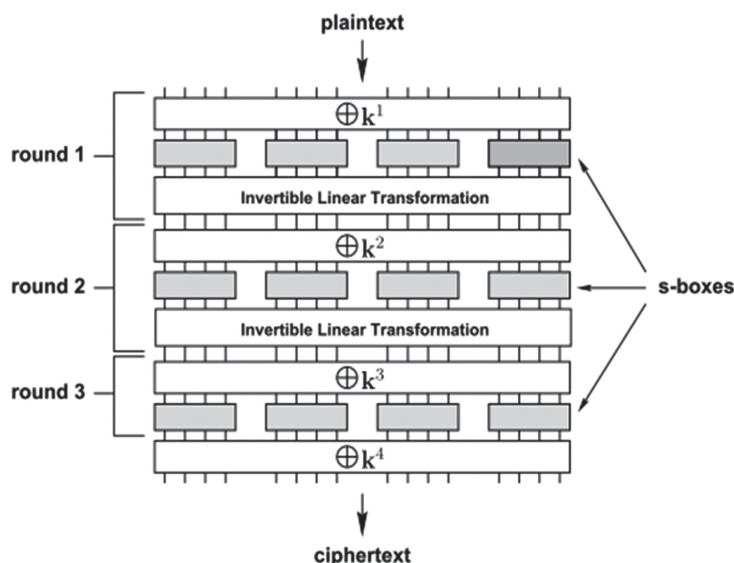 plaintext
⊕k¹
round 1
Invertible Linear Transformation
⊕k²
round 2
s-boxes
Invertible Linear Transformation
⊕k³
round 3
⊕k⁴
ciphertext